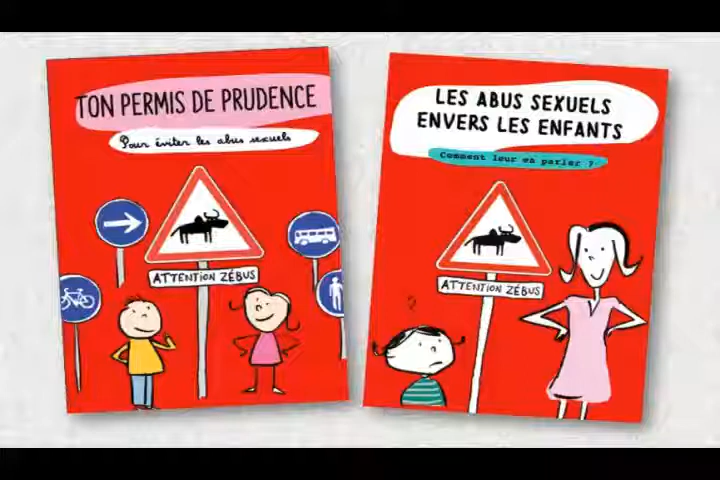 TON PERMIS DE PRUDENCE
Pour éviter les abus sexuels
ATTENTION ZÉBUS
LES ABUS SEXUELS
ENVERS LES ENFANTS
Comment leur en parler ?
ATTENTION ZÉBUS
?